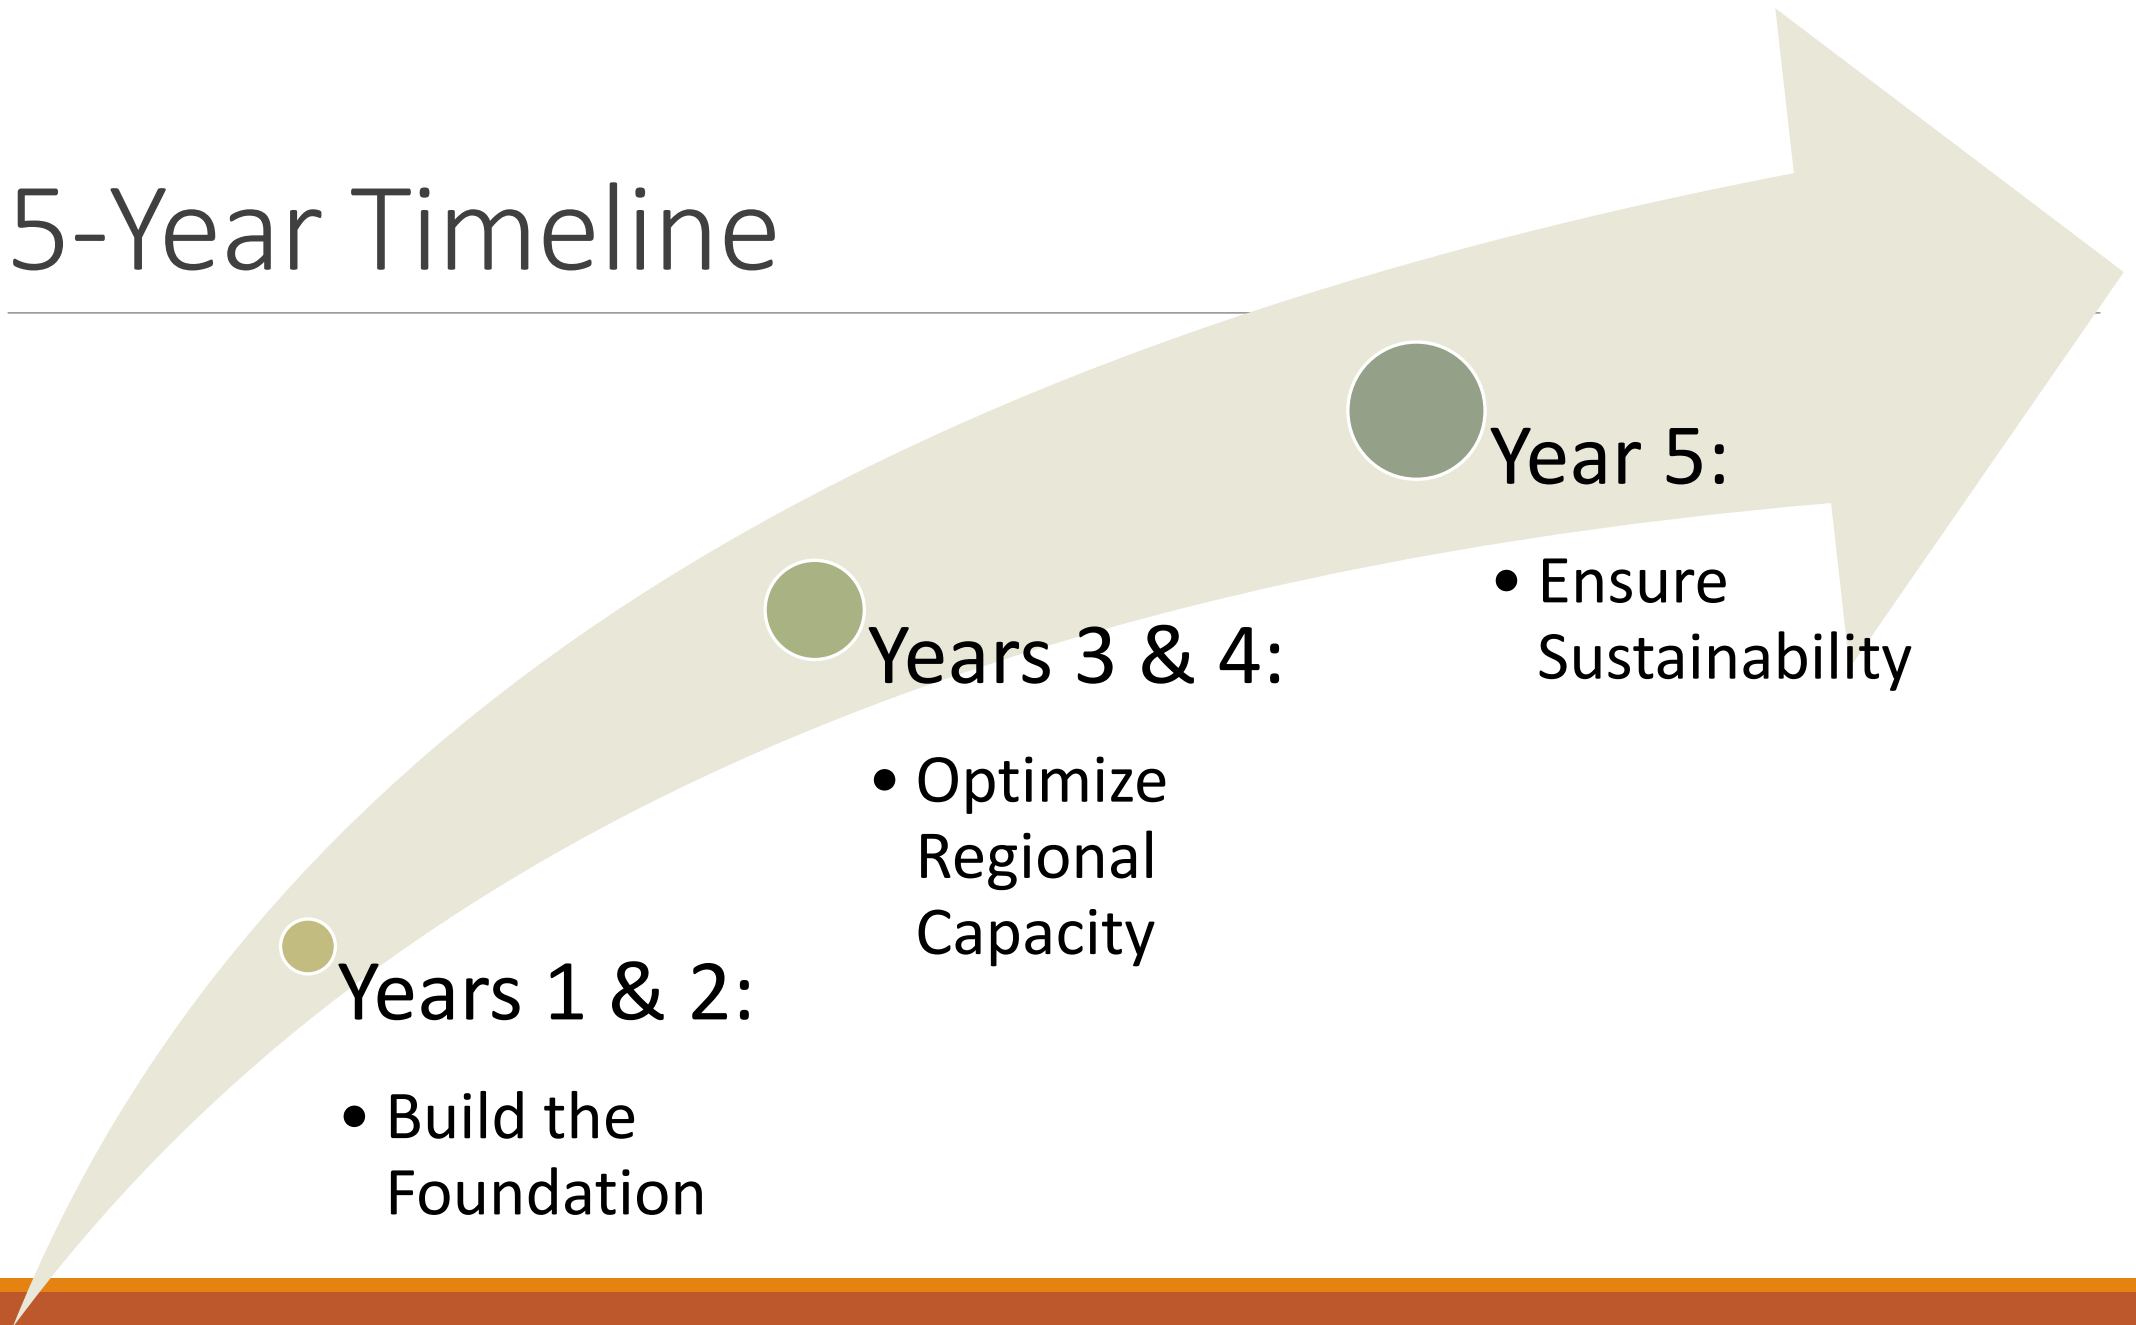 5-Year Timeline
Years 1 & 2:
• Build the
Foundation
Years 3 & 4:
• Optimize
Regional
Capacity
Year 5:
• Ensure
Sustainability